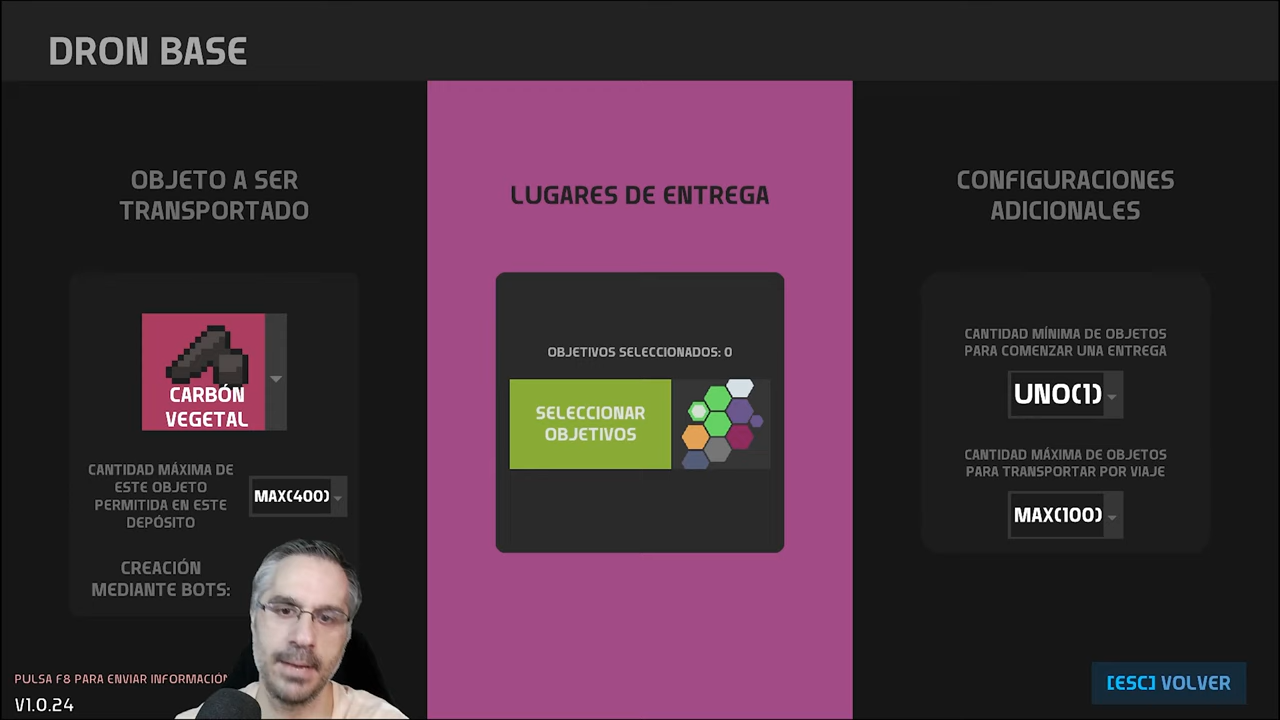 DRON BASE
OBJETO A SER
TRANSPORTADO
CARBÓN
VEGETAL
CANTIDAD MÁXIMA DE
ESTE OBJETO
PERMITIDA EN ESTE
DEPÓSITO
MAX(400)
CREACIÓN
MEDIANTE BOTS:
LUGARES DE ENTREGA
OBJETIVOS SELECCIONADOS: 0
SELECCIONAR
OBJETIVOS
CONFIGURACIONES
ADICIONALES
CANTIDAD MÍNIMA DE OBJETOS
PARA COMENZAR UNA ENTREGA
UNO(1)
CANTIDAD MÁXIMA DE OBJETOS
PARA TRANSPORTAR POR VIAJE
MAX(100)
PULSA F8 PARA ENVIAR INFORMACIÓN
V1.0.24
[ESC] VOLVER